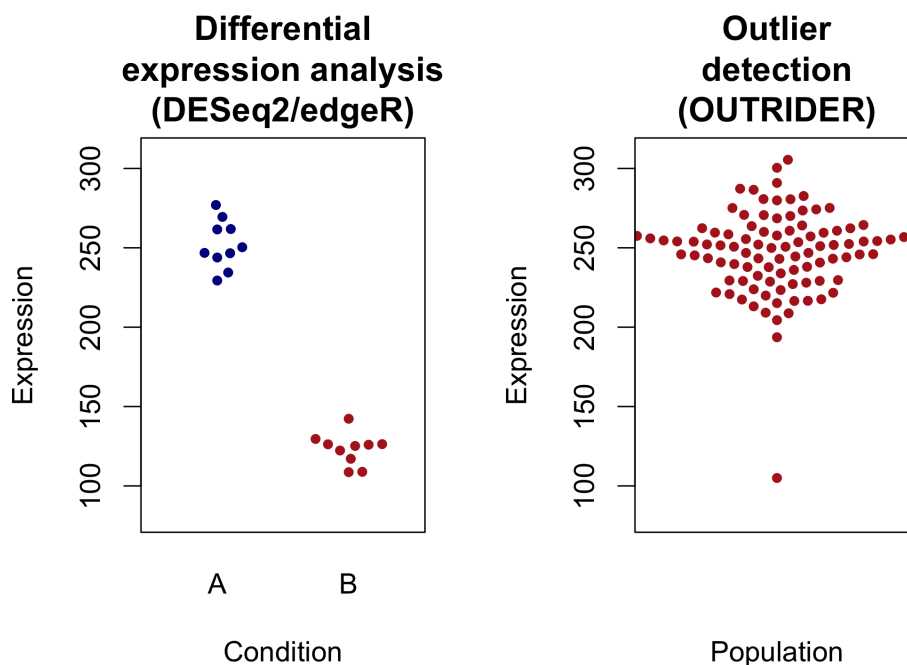 Differential
expression analysis
(DESeq2/edgeR)
Expression
300
250
200
150
100
A B
Condition
Outlier
detection
(OUTRIDER)
Expression
300
250
200
150
100
Population